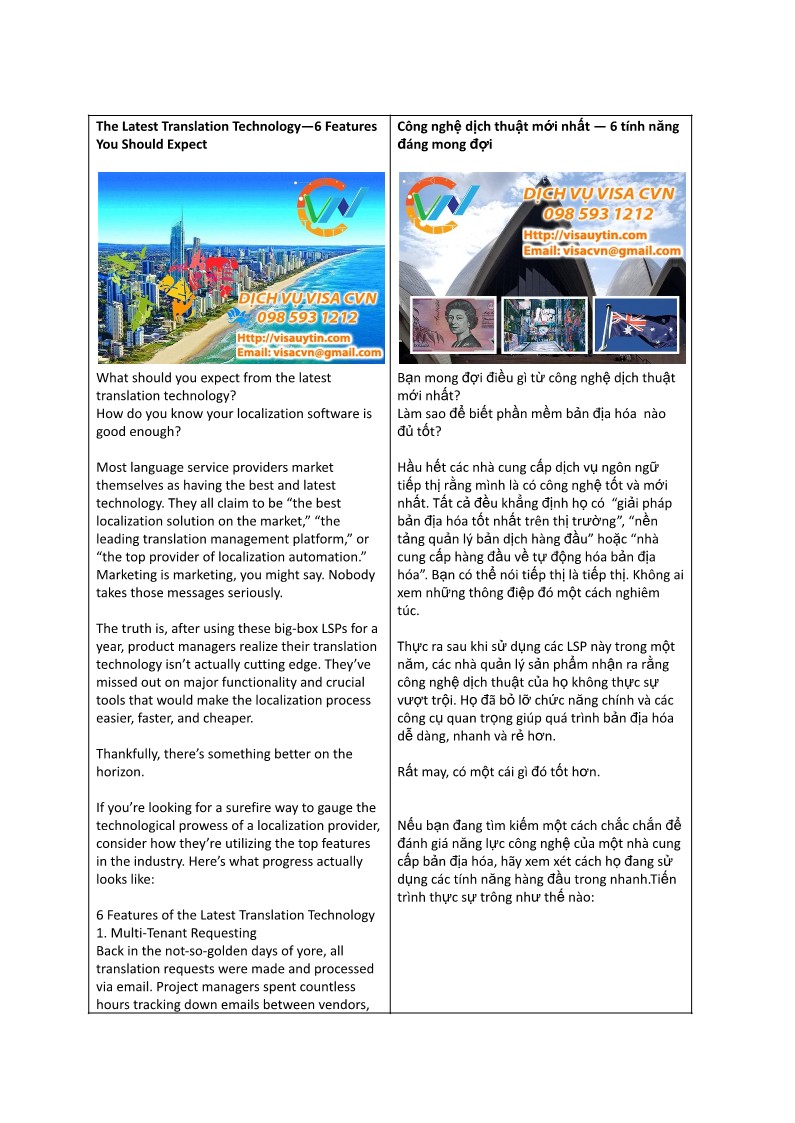 The Latest Translation Technology—6 Features
You Should Expect
DỊCH VỤ VISA CVN
098 593 1212
Http://visauytin.com
Email: visacvn@gmail.com
What should you expect from the latest
translation technology?
How do you know your localization software is
good enough?
Most language service providers market
themselves as having the best and latest
technology. They all claim to be “the best
localization solution on the market,” “the
leading translation management platform,” or
“the top provider of localization automation.”
Marketing is marketing, you might say. Nobody
takes those messages seriously.
The truth is, after using these big-box LSPs for a
year, product managers realize their translation
technology isn’t actually cutting edge. They’ve
missed out on major functionality and crucial
tools that would make the localization process
easier, faster, and cheaper.
Thankfully, there’s something better on the
horizon.
If you’re looking for a surefire way to gauge the
technological prowess of a localization provider,
consider how they’re utilizing the top features
in the industry. Here’s what progress actually
looks like:
6 Features of the Latest Translation Technology
1. Multi-Tenant Requesting
Back in the not-so-golden days of yore, all
translation requests were made and processed
via email. Project managers spent countless
hours tracking down emails between vendors,
Công nghệ dịch thuật mới nhất — 6 tính năng
đáng mong đợi
CVN
DỊCH VỤ VISA CVN
098 593 1212
Http://visauytin.com
Email: visacvn@gmail.com
Bạn mong đợi điều gì từ công nghệ dịch thuật
mới nhất?
Làm sao để biết phần mềm bản địa hóa  nào
đủ tốt?
Hầu hết các nhà cung cấp dịch vụ ngôn ngữ
tiếp thị rằng mình là có công nghệ tốt và mới
nhất. Tất cả đều khẳng định họ có  “giải pháp
bản địa hóa tốt nhất trên thị trường”, “nền
tảng quản lý bản dịch hàng đầu” hoặc “nhà
cung cấp hàng đầu về tự động hóa bản địa
hóa”. Bạn có thể nói tiếp thị là tiếp thị. Không ai
xem những thông điệp đó một cách nghiêm
túc.
Thực ra sau khi sử dụng các LSP này trong một
năm, các nhà quản lý sản phẩm nhận ra rằng
công nghệ dịch thuật của họ không thực sự
vượt trội. Họ đã bỏ lỡ chức năng chính và các
công cụ quan trọng giúp quá trình bản địa hóa
dễ dàng, nhanh và rẻ hơn.
Rất may, có một cái gì đó tốt hơn.
Nếu bạn đang tìm kiếm một cách chắc chắn để
đánh giá năng lực công nghệ của một nhà cung
cấp bản địa hóa, hãy xem xét cách họ đang sử
dụng các tính năng hàng đầu trong nhanh.Tiến
trình thực sự trông như thế nào: